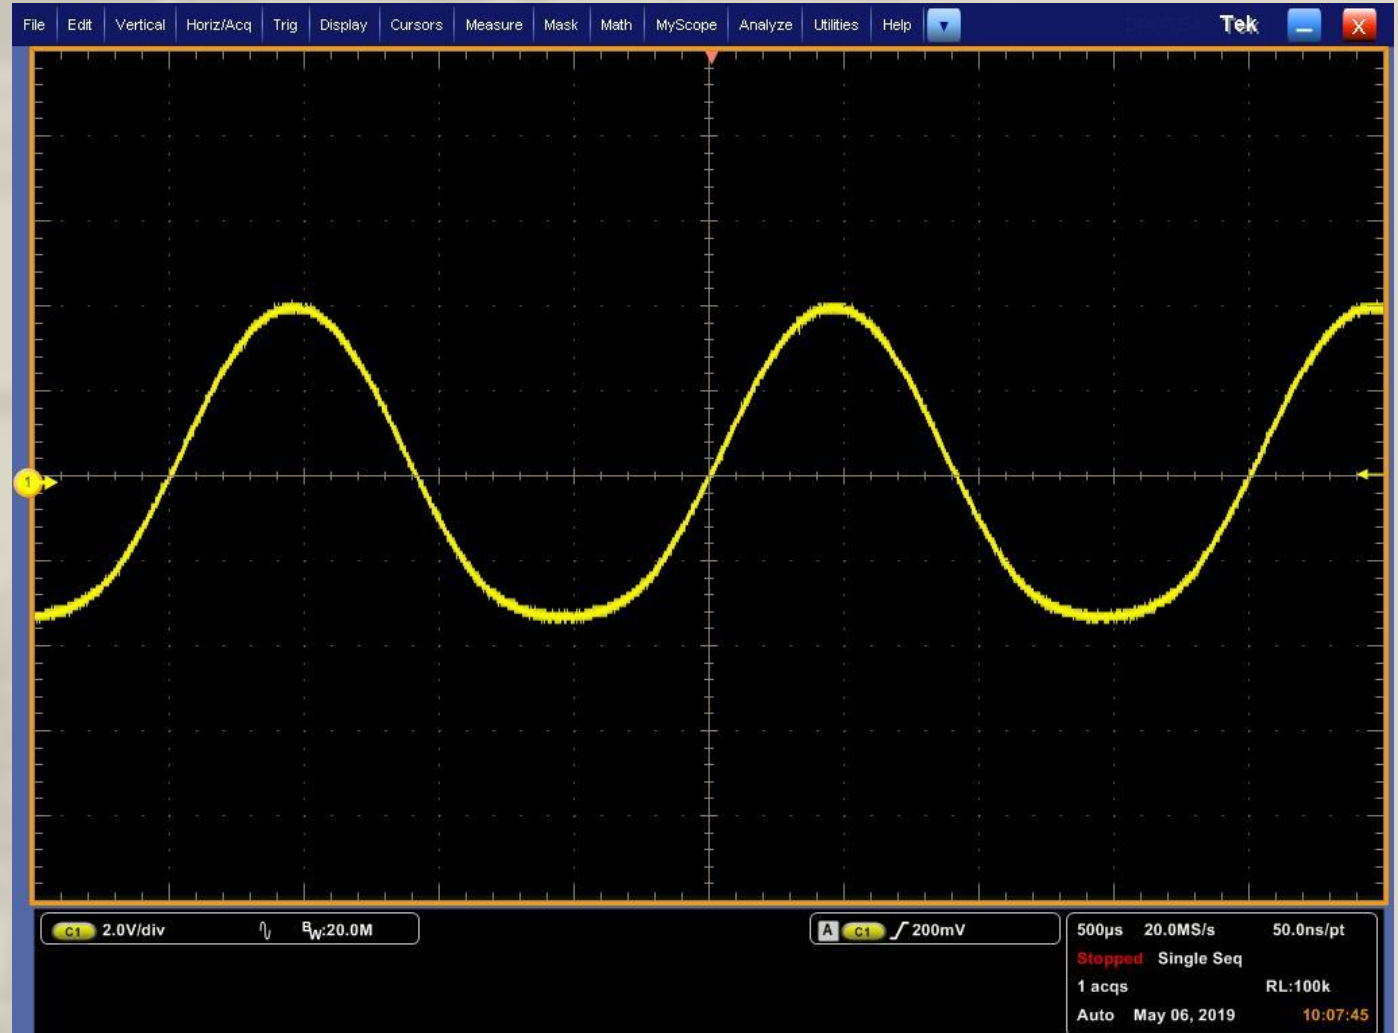 File Edit Vertical Horiz/Acq Trig Display Cursors Measure Mask Math MyScope Analyze Utilities Help Tek X
1
C1 2.0V/div BW:20.0M
A C1 200mV
500µs 20.0MS/s 50.0ns/pt
Stopped Single Seq
1 acqs RL:100k
Auto May 06, 2019 10:07:45